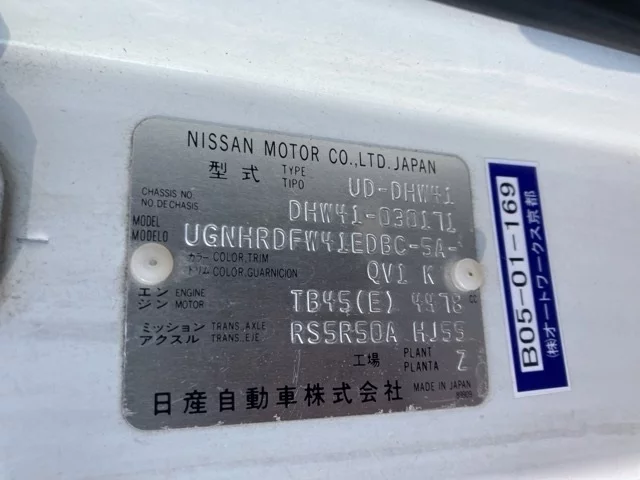 NISSAN MOTOR CO.,LTD. JAPAN
型式 TYPE TIPO UD-DHW41
CHASSIS NO. NO.DE CHASIS DHW41-030171
MODEL MODELO UGNHRDFW41EDBC-5A-
カラー COLOR,TRIM トリム COLOR,GUARNICION QV1 K
エンジン ENGINE MOTOR TB45(E) 4478 cc
ミッション TRANS.AXLE アクスル TRANS.EJE RS5R50A HJ55
工場 PLANT PLANTA Z
日産自動車株式会社 MADE IN JAPAN
B05-01-169
㈱オートワークス京都